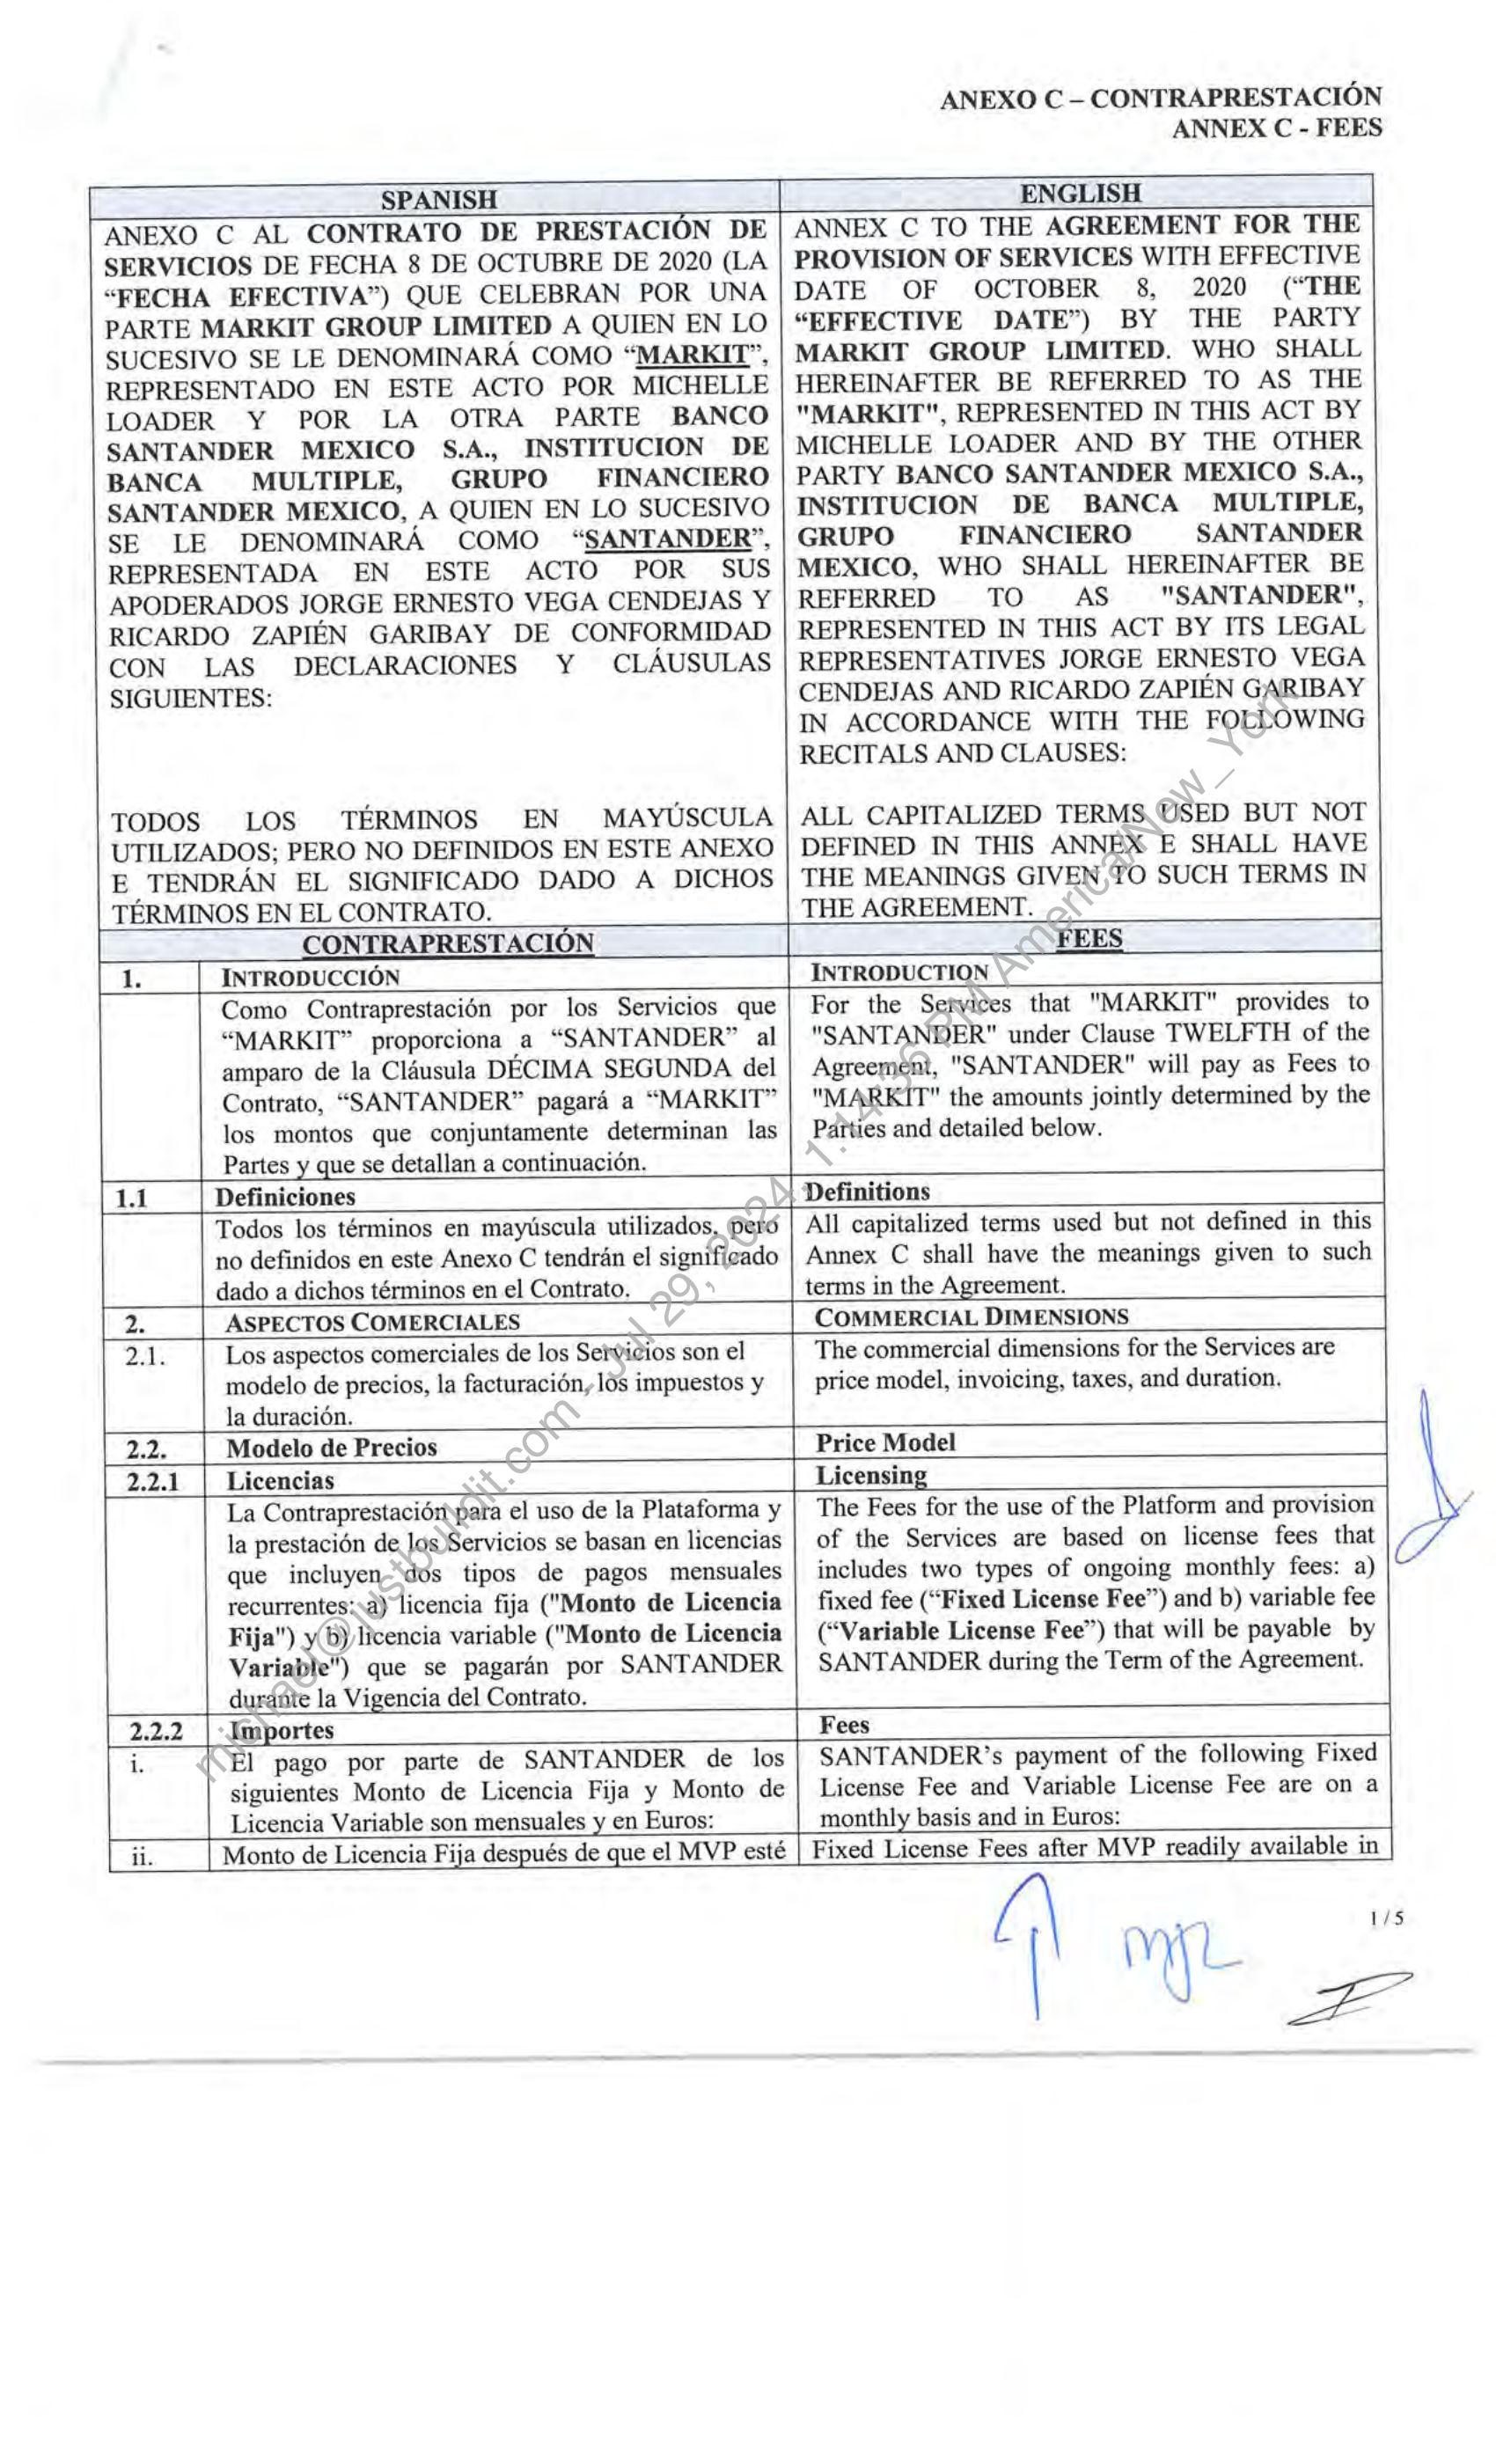 ANEXO C – CONTRAPRESTACIÓN
ANNEX C - FEES
SPANISH
ANEXO C AL CONTRATO DE PRESTACIÓN DE
SERVICIOS DE FECHA 8 DE OCTUBRE DE 2020 (LA
“FECHA EFECTIVA”) QUE CELEBRAN POR UNA
PARTE MARKIT GROUP LIMITED A QUIEN EN LO
SUCESIVO SE LE DENOMINARÁ COMO “MARKIT”,
REPRESENTADO EN ESTE ACTO POR MICHELLE
LOADER Y POR LA OTRA PARTE BANCO
SANTANDER MEXICO S.A., INSTITUCION DE
BANCA MULTIPLE, GRUPO FINANCIERO
SANTANDER MEXICO, A QUIEN EN LO SUCESIVO
SE LE DENOMINARÁ COMO “SANTANDER”,
REPRESENTADA EN ESTE ACTO POR SUS
APODERADOS JORGE ERNESTO VEGA CENDEJAS Y
RICARDO ZAPIÉN GARIBAY DE CONFORMIDAD
CON LAS DECLARACIONES Y CLÁUSULAS
SIGUIENTES:
TODOS LOS TÉRMINOS EN MAYÚSCULA
UTILIZADOS; PERO NO DEFINIDOS EN ESTE ANEXO
E TENDRÁN EL SIGNIFICADO DADO A DICHOS
TÉRMINOS EN EL CONTRATO.
ENGLISH
ANNEX C TO THE AGREEMENT FOR THE
PROVISION OF SERVICES WITH EFFECTIVE
DATE OF OCTOBER 8, 2020 (“THE
“EFFECTIVE DATE”) BY THE PARTY
MARKIT GROUP LIMITED. WHO SHALL
HEREINAFTER BE REFERRED TO AS THE
"MARKIT", REPRESENTED IN THIS ACT BY
MICHELLE LOADER AND BY THE OTHER
PARTY BANCO SANTANDER MEXICO S.A.,
INSTITUCION DE BANCA MULTIPLE,
GRUPO FINANCIERO SANTANDER
MEXICO, WHO SHALL HEREINAFTER BE
REFERRED TO AS "SANTANDER",
REPRESENTED IN THIS ACT BY ITS LEGAL
REPRESENTATIVES JORGE ERNESTO VEGA
CENDEJAS AND RICARDO ZAPIÉN GARIBAY
IN ACCORDANCE WITH THE FOLLOWING
RECITALS AND CLAUSES:
ALL CAPITALIZED TERMS USED BUT NOT
DEFINED IN THIS ANNEX E SHALL HAVE
THE MEANINGS GIVEN TO SUCH TERMS IN
THE AGREEMENT.
CONTRAPRESTACIÓN
FEES
1. INTRODUCCIÓN
Como Contraprestación por los Servicios que
“MARKIT” proporciona a “SANTANDER” al
amparo de la Cláusula DÉCIMA SEGUNDA del
Contrato, “SANTANDER” pagará a “MARKIT”
los montos que conjuntamente determinan las
Partes y que se detallan a continuación.
INTRODUCTION
For the Services that "MARKIT" provides to
"SANTANDER" under Clause TWELFTH of the
Agreement, "SANTANDER" will pay as Fees to
"MARKIT" the amounts jointly determined by the
Parties and detailed below.
1.1 Definiciones
Todos los términos en mayúscula utilizados, pero
no definidos en este Anexo C tendrán el significado
dado a dichos términos en el Contrato.
Definitions
All capitalized terms used but not defined in this
Annex C shall have the meanings given to such
terms in the Agreement.
2. ASPECTOS COMERCIALES
COMMERCIAL DIMENSIONS
2.1. Los aspectos comerciales de los Servicios son el
modelo de precios, la facturación, los impuestos y
la duración.
The commercial dimensions for the Services are
price model, invoicing, taxes, and duration.
2.2. Modelo de Precios
Price Model
2.2.1 Licencias
Licensing
La Contraprestación para el uso de la Plataforma y
la prestación de los Servicios se basan en licencias
que incluyen dos tipos de pagos mensuales
recurrentes: a) licencia fija ("Monto de Licencia
Fija") y b) licencia variable ("Monto de Licencia
Variable") que se pagarán por SANTANDER
durante la Vigencia del Contrato.
The Fees for the use of the Platform and provision
of the Services are based on license fees that
includes two types of ongoing monthly fees: a)
fixed fee (“Fixed License Fee”) and b) variable fee
(“Variable License Fee”) that will be payable by
SANTANDER during the Term of the Agreement.
2.2.2 Importes
Fees
i. El pago por parte de SANTANDER de los
siguientes Monto de Licencia Fija y Monto de
Licencia Variable son mensuales y en Euros:
SANTANDER’s payment of the following Fixed
License Fee and Variable License Fee are on a
monthly basis and in Euros:
ii. Monto de Licencia Fija después de que el MVP esté
Fixed License Fees after MVP readily available in
1 / 5
michael@justbuildit.com - Jul 29, 2024, 1:14:36 PM America/New_York